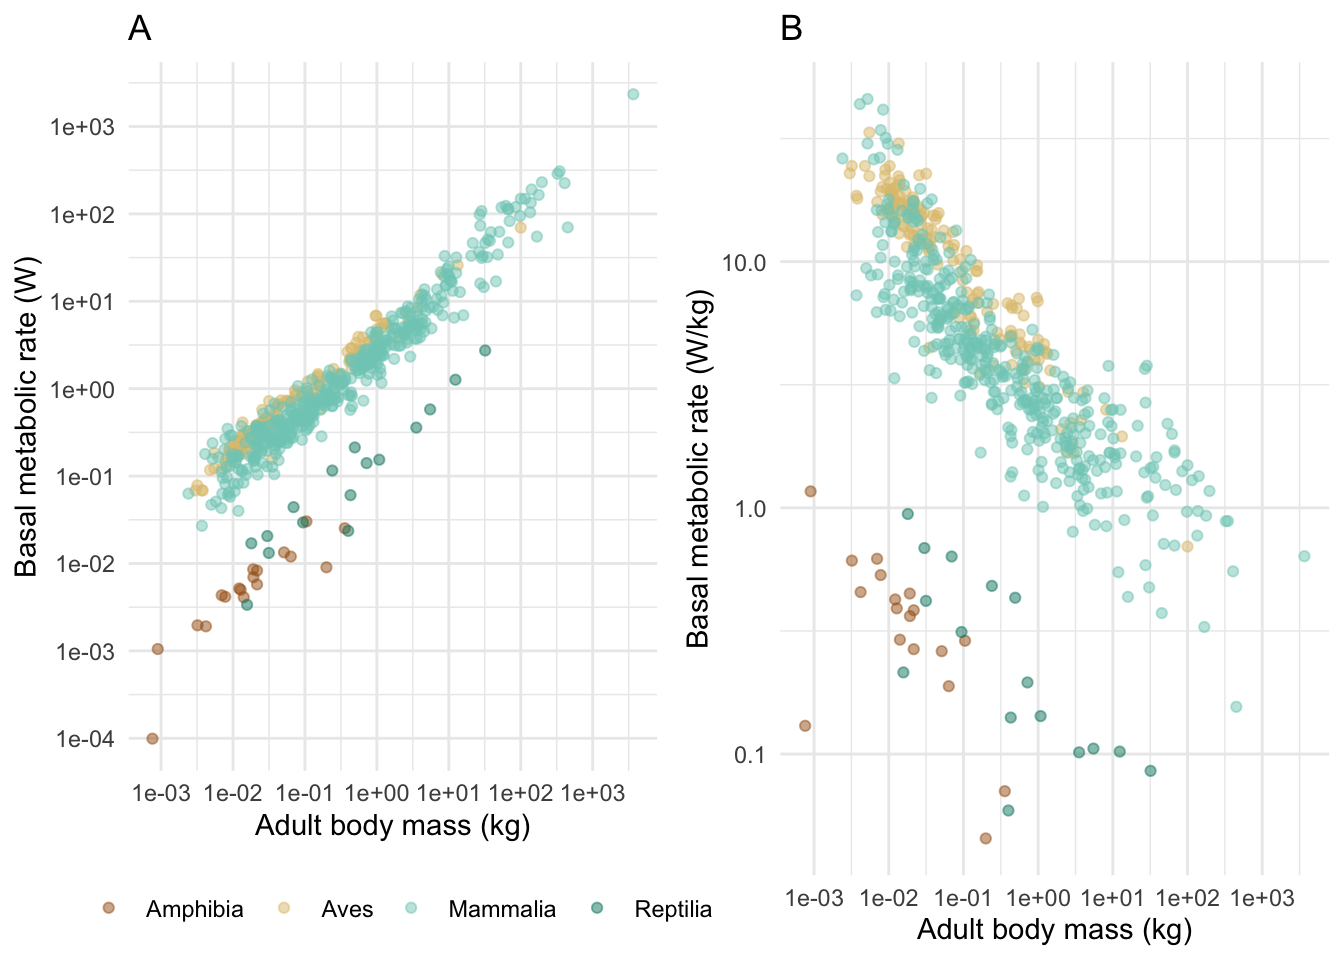 A
Basal metabolic rate (W)
1e+03
1e+02
1e+01
1e+00
1e-01
1e-02
1e-03
1e-04
1e-03 1e-02 1e-01 1e+00 1e+01 1e+02 1e+03
Adult body mass (kg)
Amphibia Aves Mammalia Reptilia
B
Basal metabolic rate (W/kg)
10.0
1.0
0.1
1e-03 1e-02 1e-01 1e+00 1e+01 1e+02 1e+03
Adult body mass (kg)